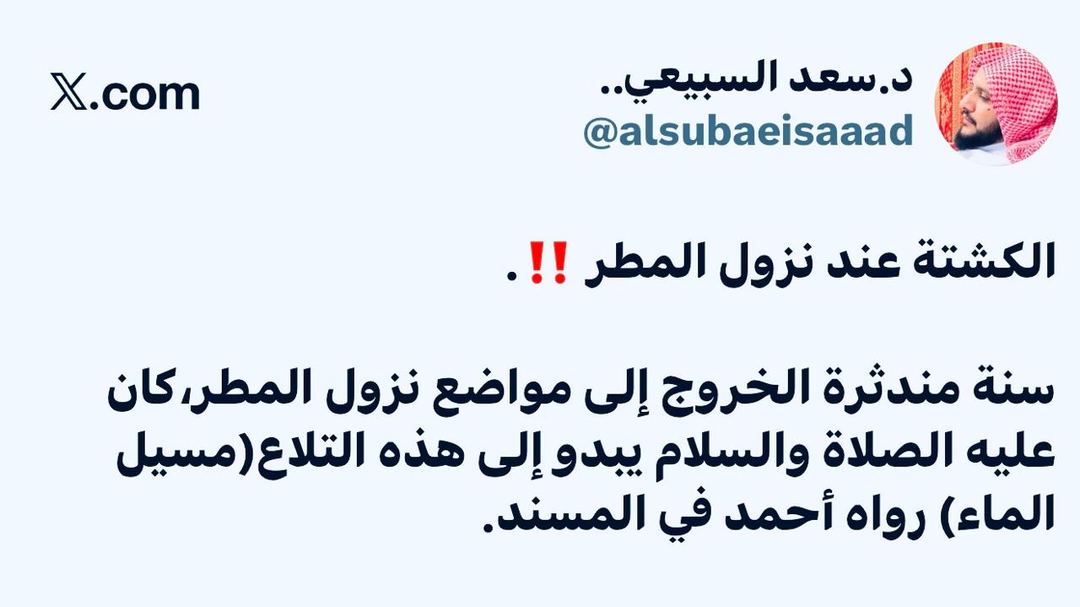 د.سعد السبيعي..
@alsubaeisaaad
X.com
الكشتة عند نزول المطر ‼️.
سنة مندثرة الخروج إلى مواضع نزول المطر،كان
عليه الصلاة والسلام يبدو إلى هذه التلاع(مسيل
الماء) رواه أحمد في المسند.